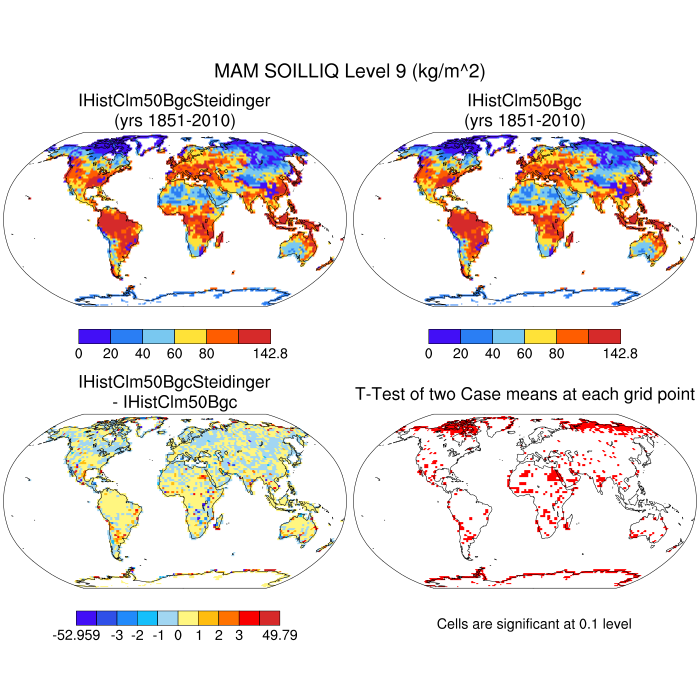 MAM SOILLIQ Level 9 (kg/m^2)
IHistClm50BgcSteidinger
(yrs 1851-2010)
IHistClm50Bgc
(yrs 1851-2010)
0 20 40 60 80 142.8
0 20 40 60 80 142.8
IHistClm50BgcSteidinger
- IHistClm50Bgc
T-Test of two Case means at each grid point
-52.959 -3 -2 -1 0 1 2 3 49.79
Cells are significant at 0.1 level